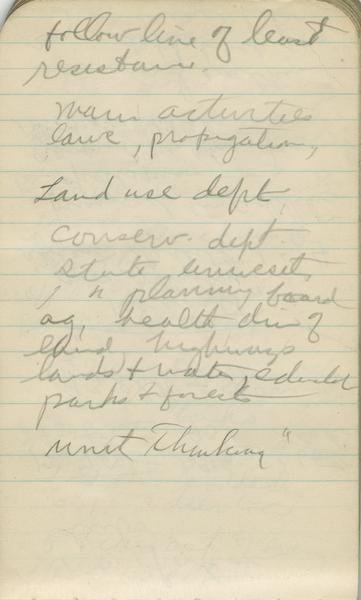 follow line of least
resistance.
Main activities
laws, propagation,
Land use dept,
conserv. dept.
State university
planning board
ag, health div of
highways
lands & water,
parks & forests
unit thinking"